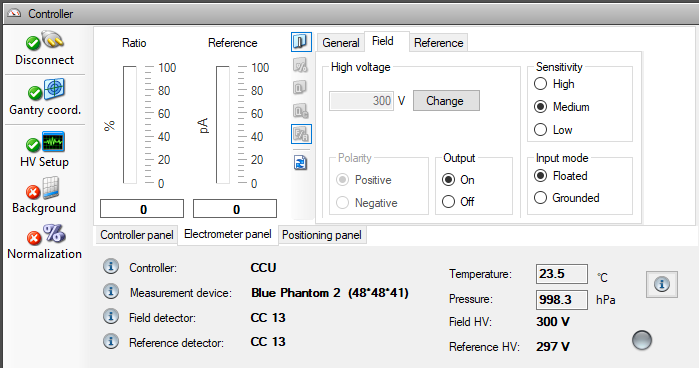 Controller
Disconnect
Gantry coord.
HV Setup
Background
Normalization
Ratio
Reference
100
80
60
40
20
0
%
0
100
80
60
40
20
0
pA
0
General Field Reference
High voltage
300 V Change
Polarity
Positive
Negative
Output
On
Off
Sensitivity
High
Medium
Low
Input mode
Floated
Grounded
Controller panel Electrometer panel Positioning panel
Controller: CCU
Measurement device: Blue Phantom 2 (48*48*41)
Field detector: CC 13
Reference detector: CC 13
Temperature: 23.5 °C
Pressure: 998.3 hPa
Field HV: 300 V
Reference HV: 297 V